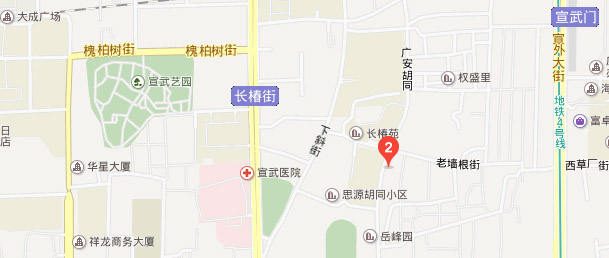 大成广场
宣武门
槐柏树街
槐柏树街
广安胡同
宣外大街
宣武艺园
权盛里
长椿街
地铁4号线
日
店
下斜街
长椿苑
富卓
2
华星大厦
宣武医院
老墙根街
西草厂街
思源胡同小区
祥龙商务大厦
岳峰园